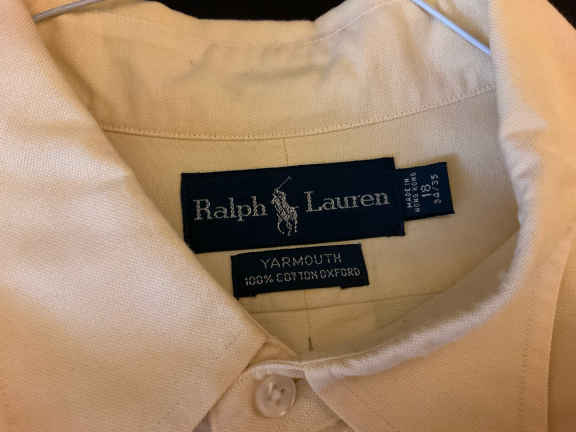 Ralph Lauren
MADE IN
HONG KONG
18
34/35
YARMOUTH
100% COTTON OXFORD